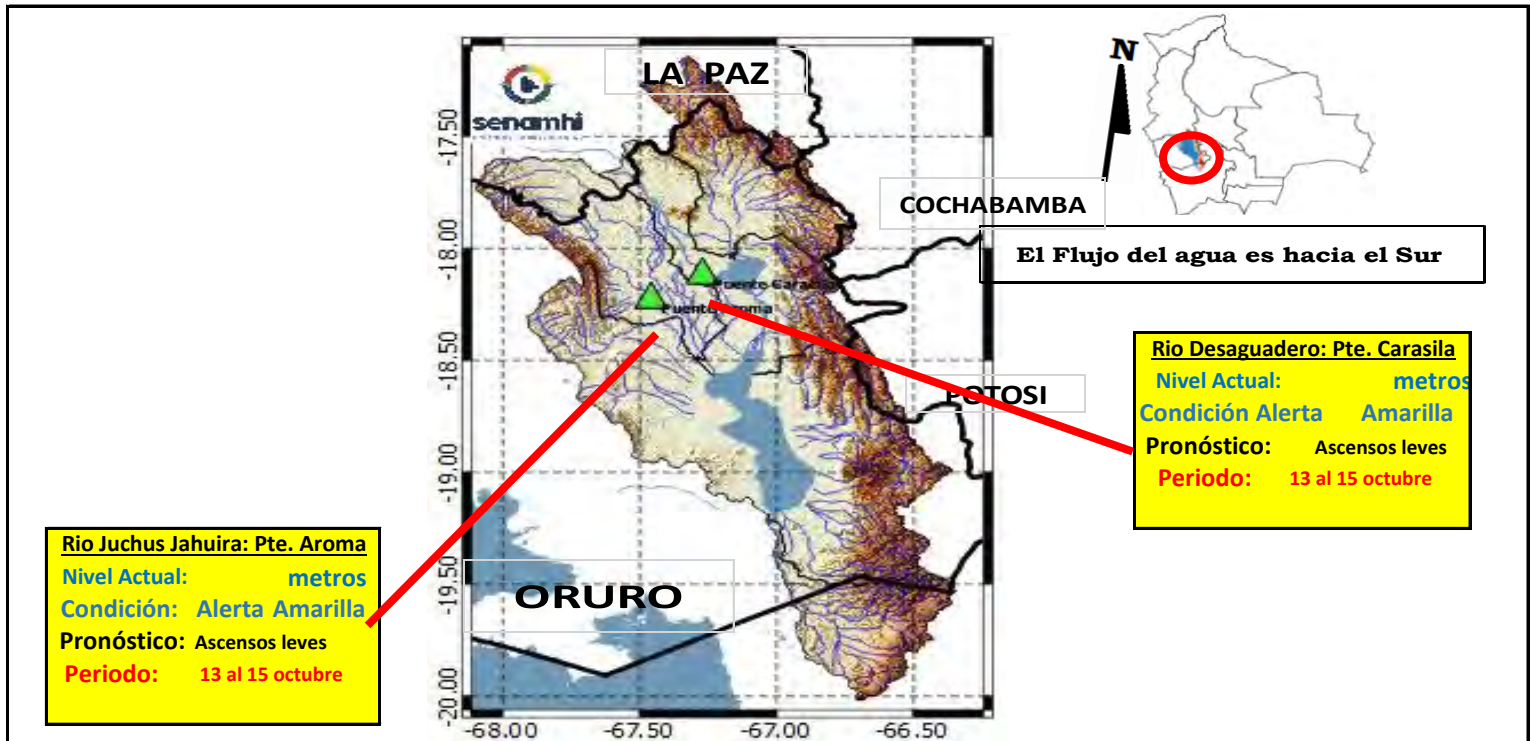 LA PAZ
senamhi
N
COCHABAMBA
El Flujo del agua es hacia el Sur
POTOSI
ORURO
-17.50
-18.00
-18.50
-19.00
-19.50
-20.00
-68.00
-67.50
-67.00
-66.50
Rio Desaguadero: Pte. Carasila
Nivel Actual: metros
Condición Alerta Amarilla
Pronóstico: Ascensos leves
Periodo: 13 al 15 octubre
Rio Juchus Jahuira: Pte. Aroma
Nivel Actual: metros
Condición: Alerta Amarilla
Pronóstico: Ascensos leves
Periodo: 13 al 15 octubre
Puente